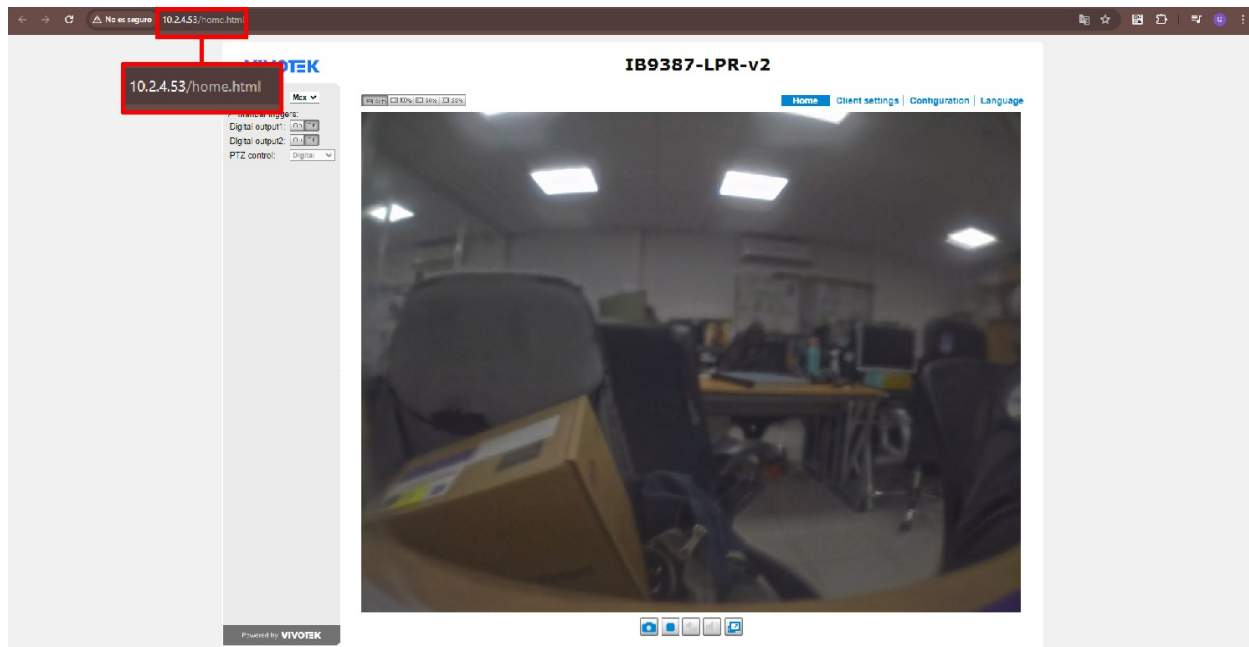 No es seguro 10.2.4.53/home.html
10.2.4.53/home.html
IB9387-LPR-v2
Home Client settings Configuration Language
Digital output1:
Digital output2:
PTZ control: Digital
Powered by VIVOTEK